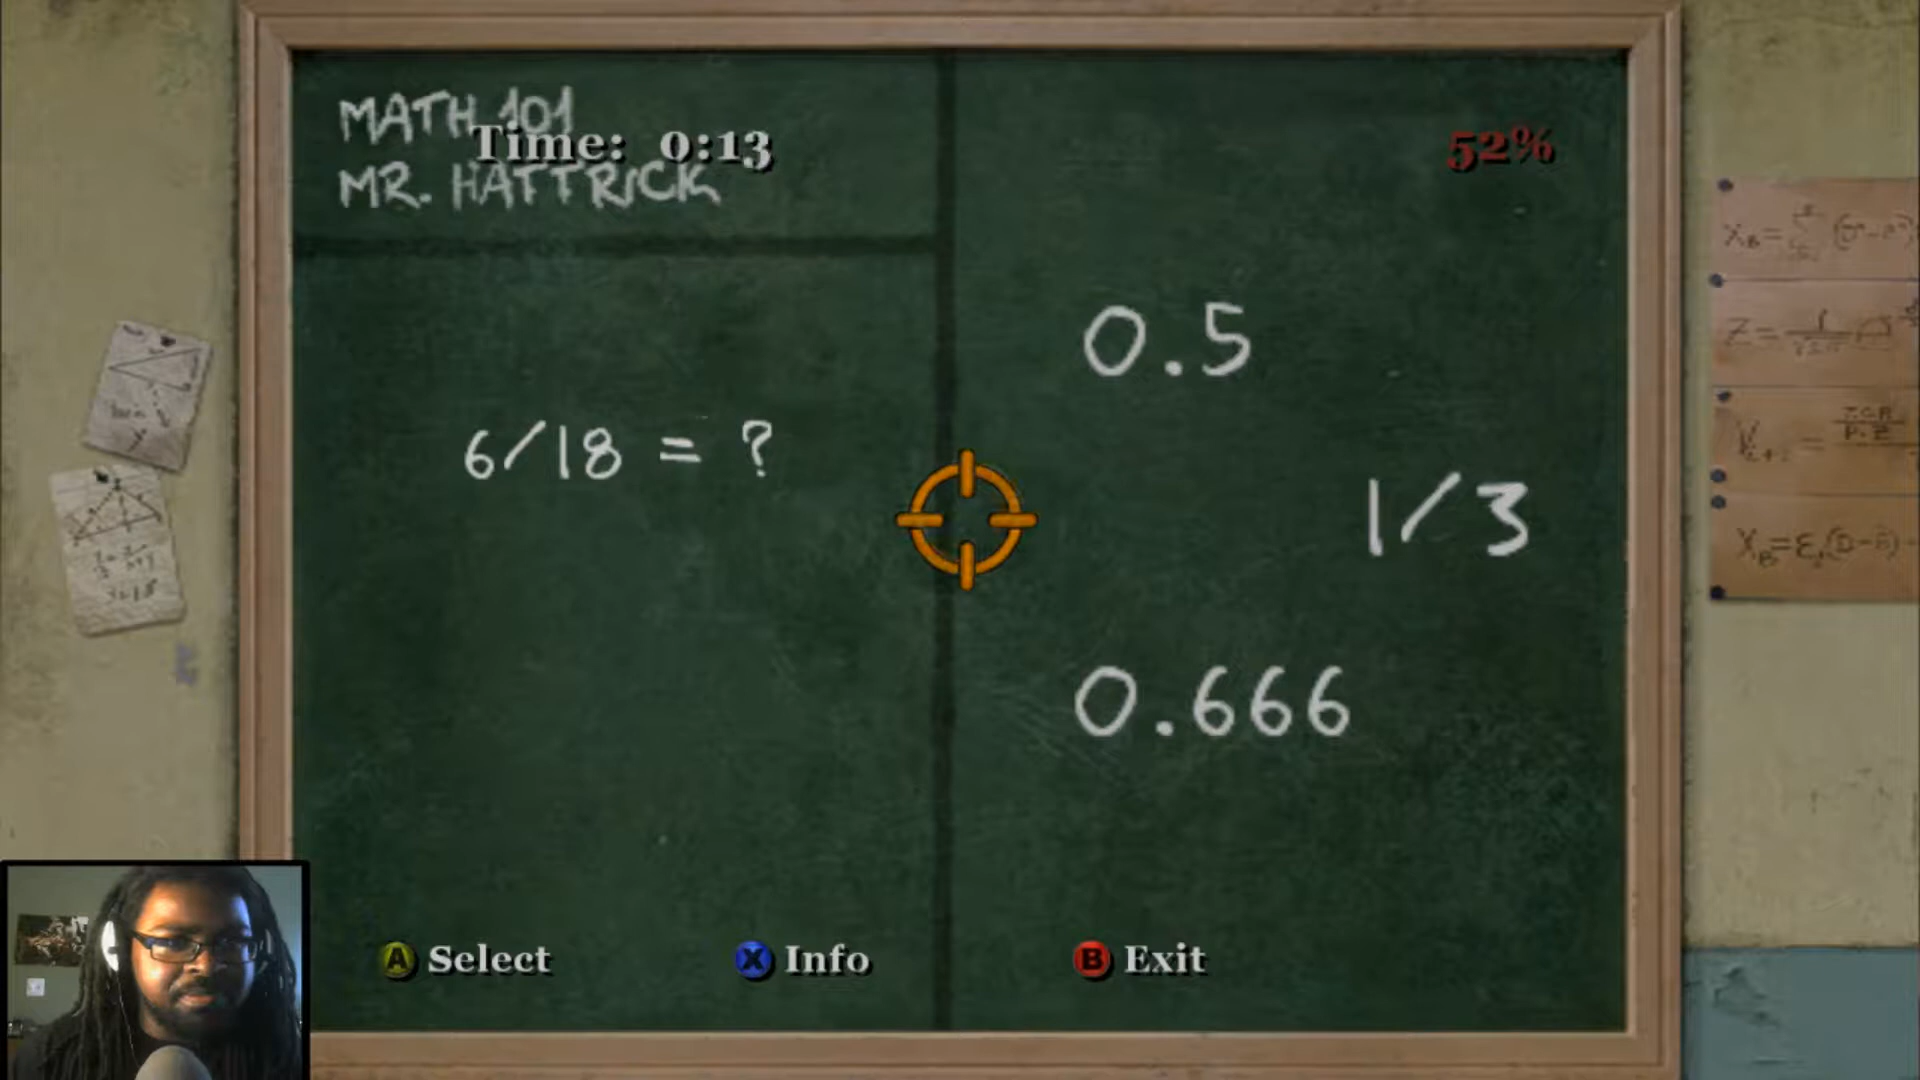 MATH 101
MR. HATTRICK
Time: 0:13
52%
6/18 = ?
0.5
1/3
0.666
A Select
X Info
B Exit